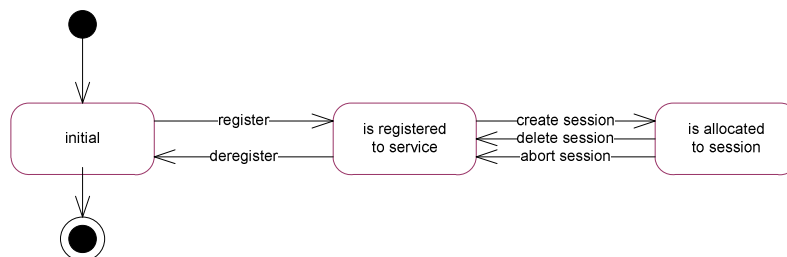 initial
register
deregister
is registered
to service
create session
delete session
abort session
is allocated
to session